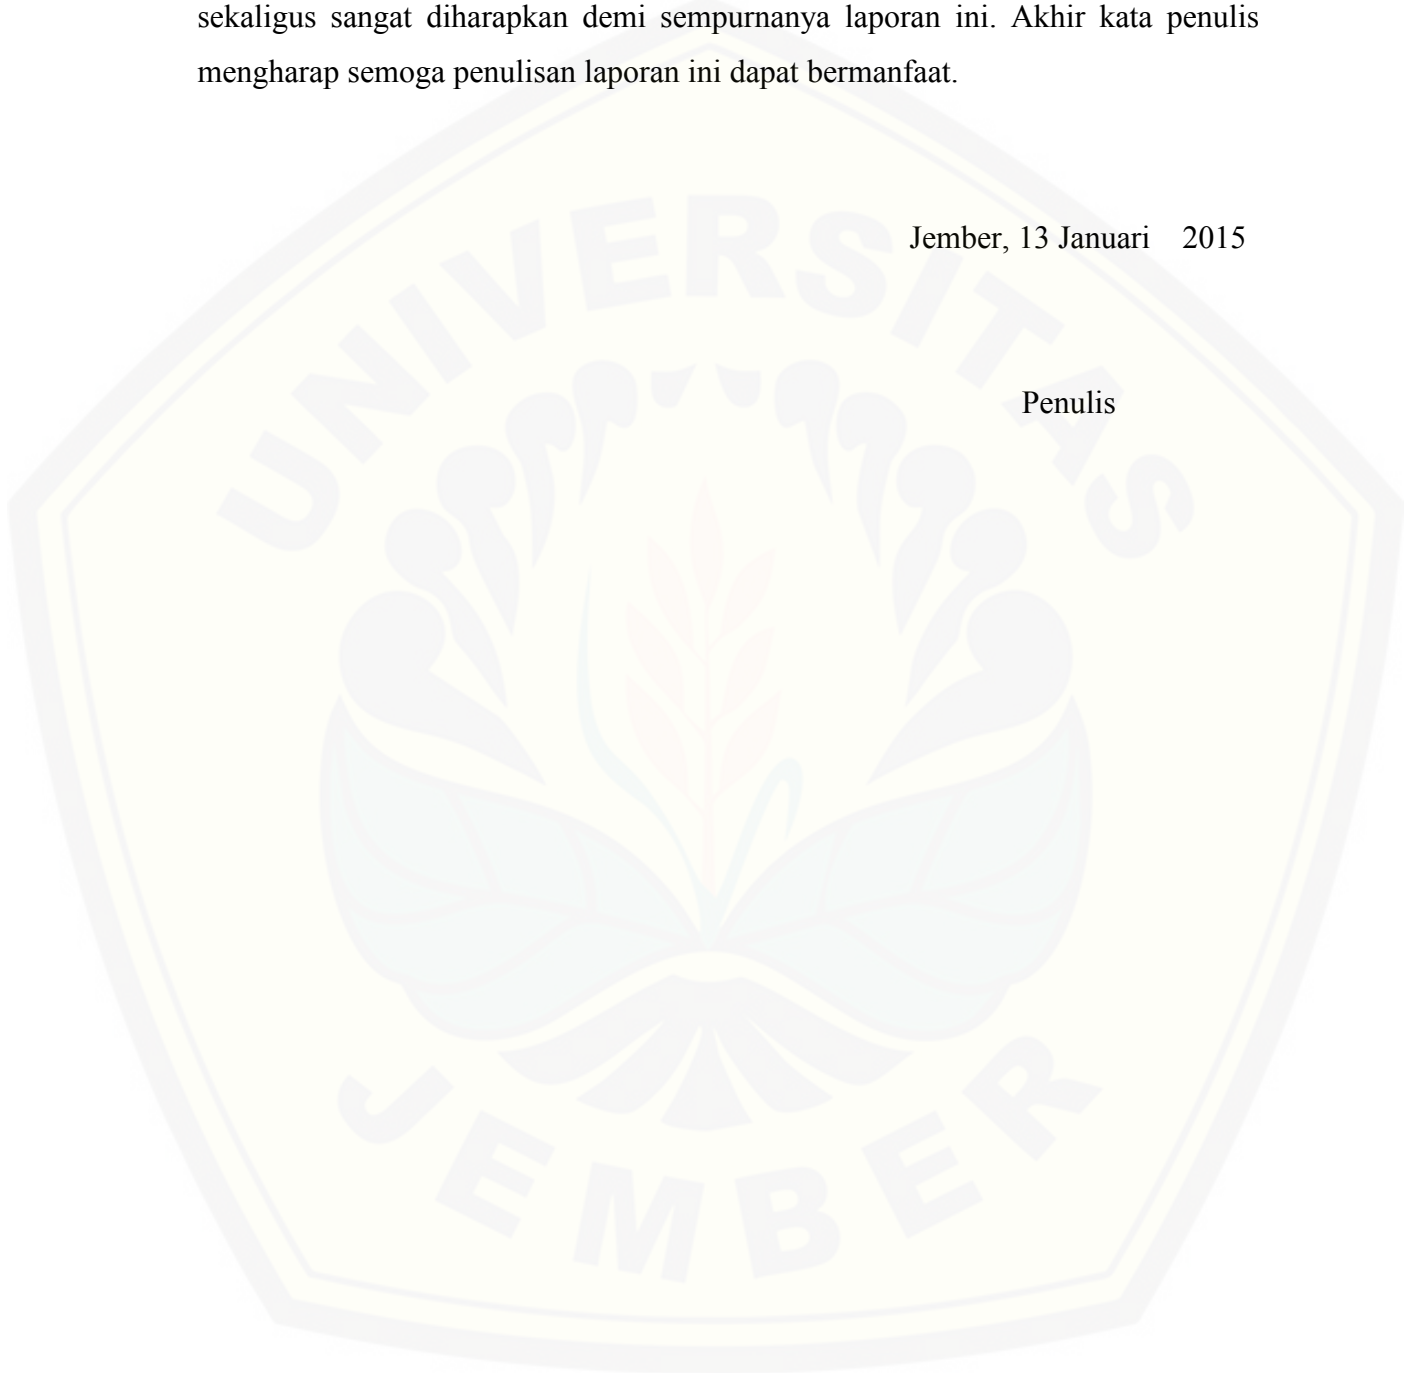 sekaligus sangat diharapkan demi sempurnanya laporan ini. Akhir kata penulis
mengharap semoga penulisan laporan ini dapat bermanfaat.
Jember, 13 Januari 2015
Penulis
UNIVERSITAS
JEMBER